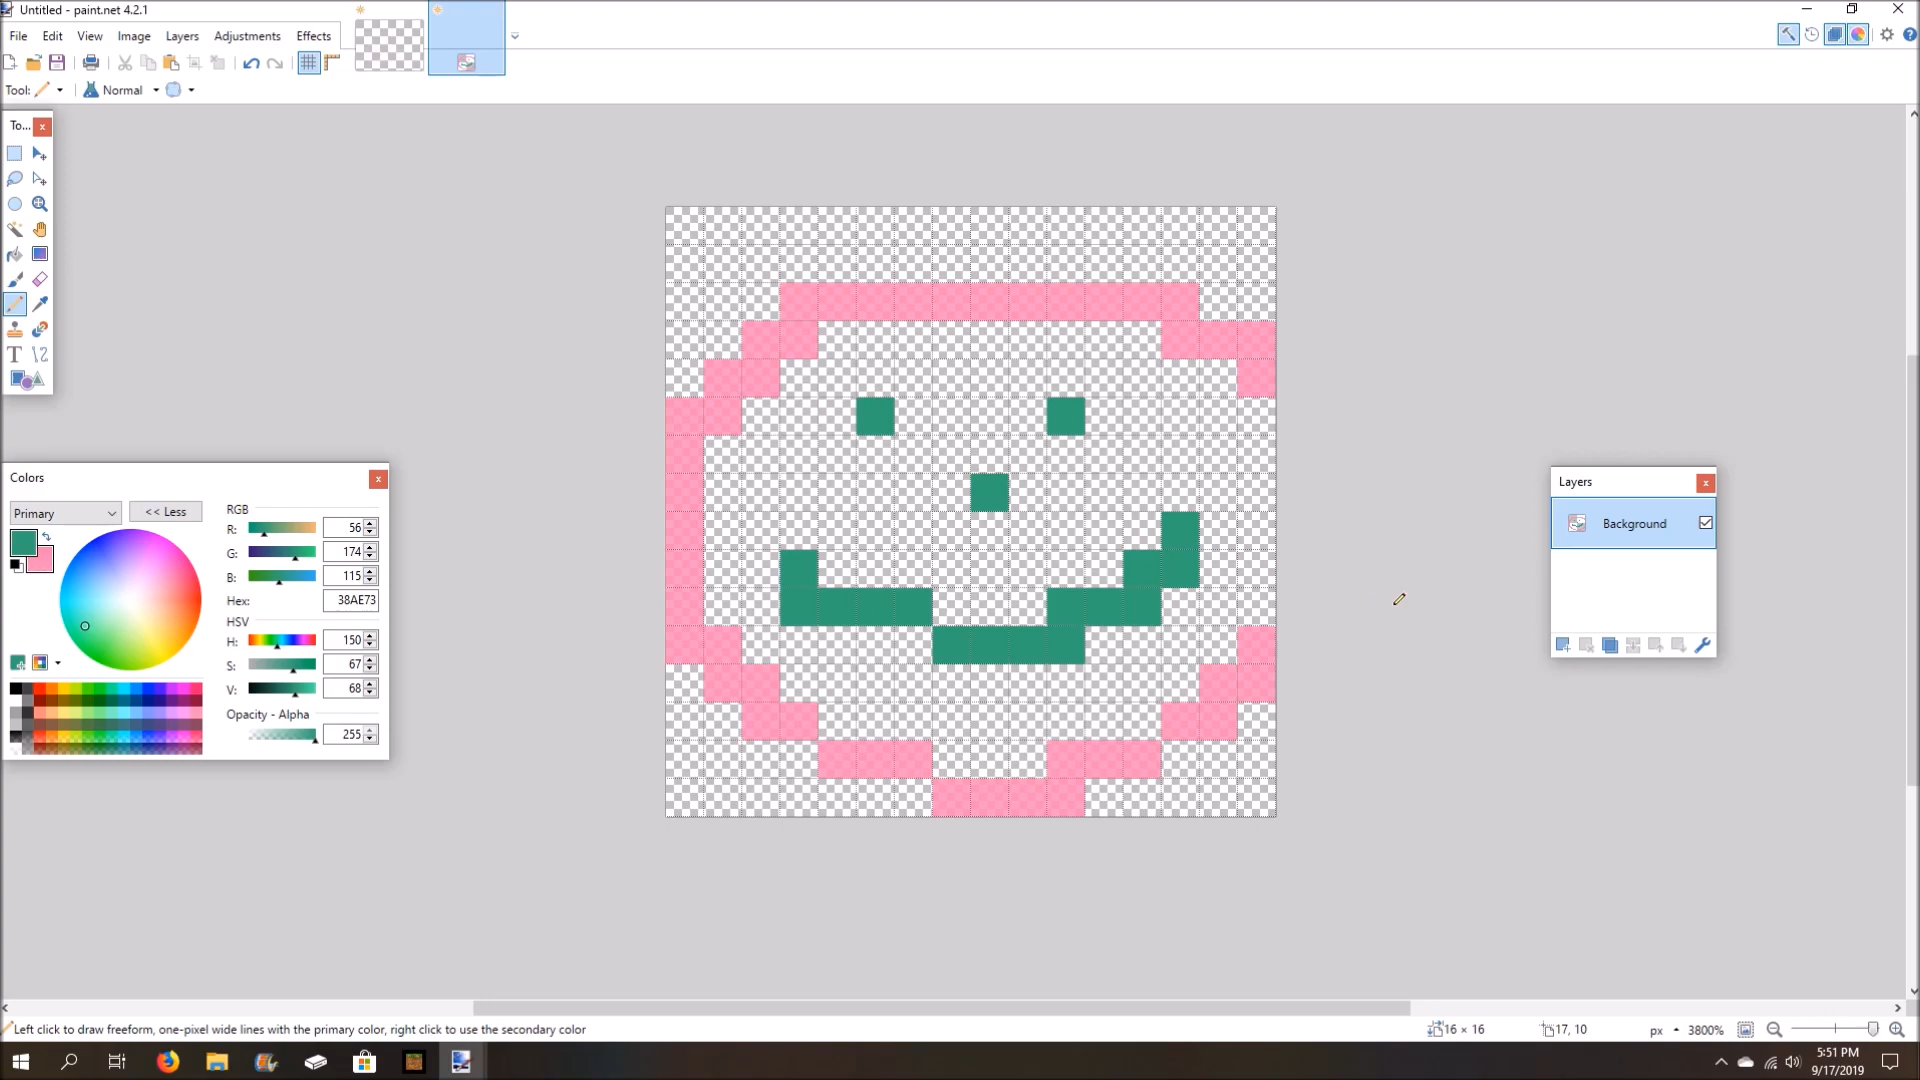 Untitled - paint.net 4.2.1
File Edit View Image Layers Adjustments Effects
Tool: Normal
To...
T
Colors
Primary << Less
RGB
R: 56
G: 174
B: 115
Hex: 38AE73
HSV
H: 150
S: 67
V: 68
Opacity - Alpha
255
Layers
Background
Left click to draw freeform, one-pixel wide lines with the primary color, right click to use the secondary color
16 × 16 17, 10 px 3800%
5:51 PM
9/17/2019